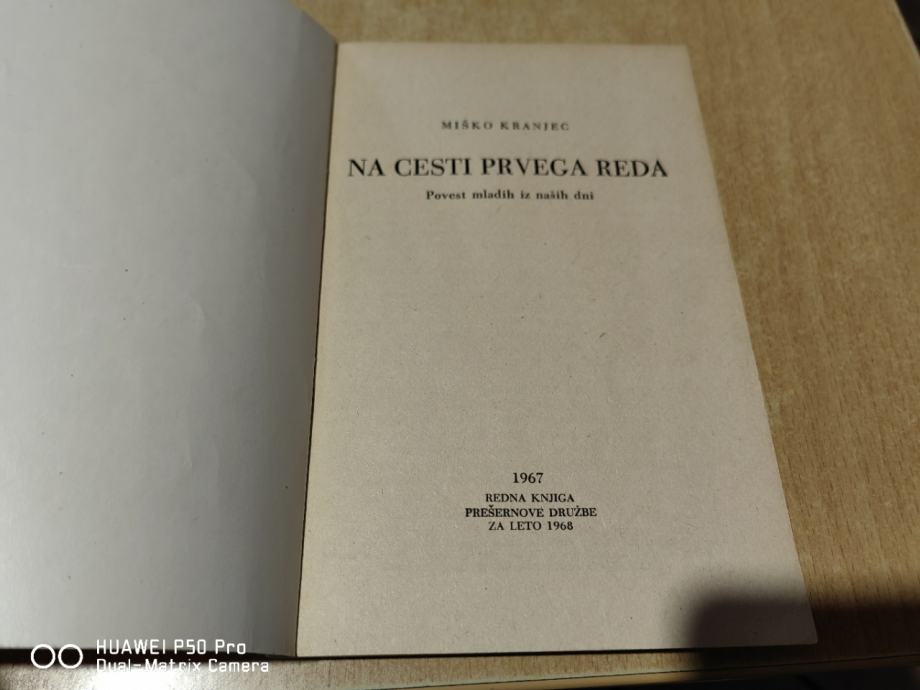 MIŠKO KRANJEC
NA CESTI PRVEGA REDA
Povest mladih iz naših dni
1967
REDNA KNJIGA
PREŠERNOVE DRUŽBE
ZA LETO 1968
HUAWEI P50 Pro
Dual-Matrix Camera